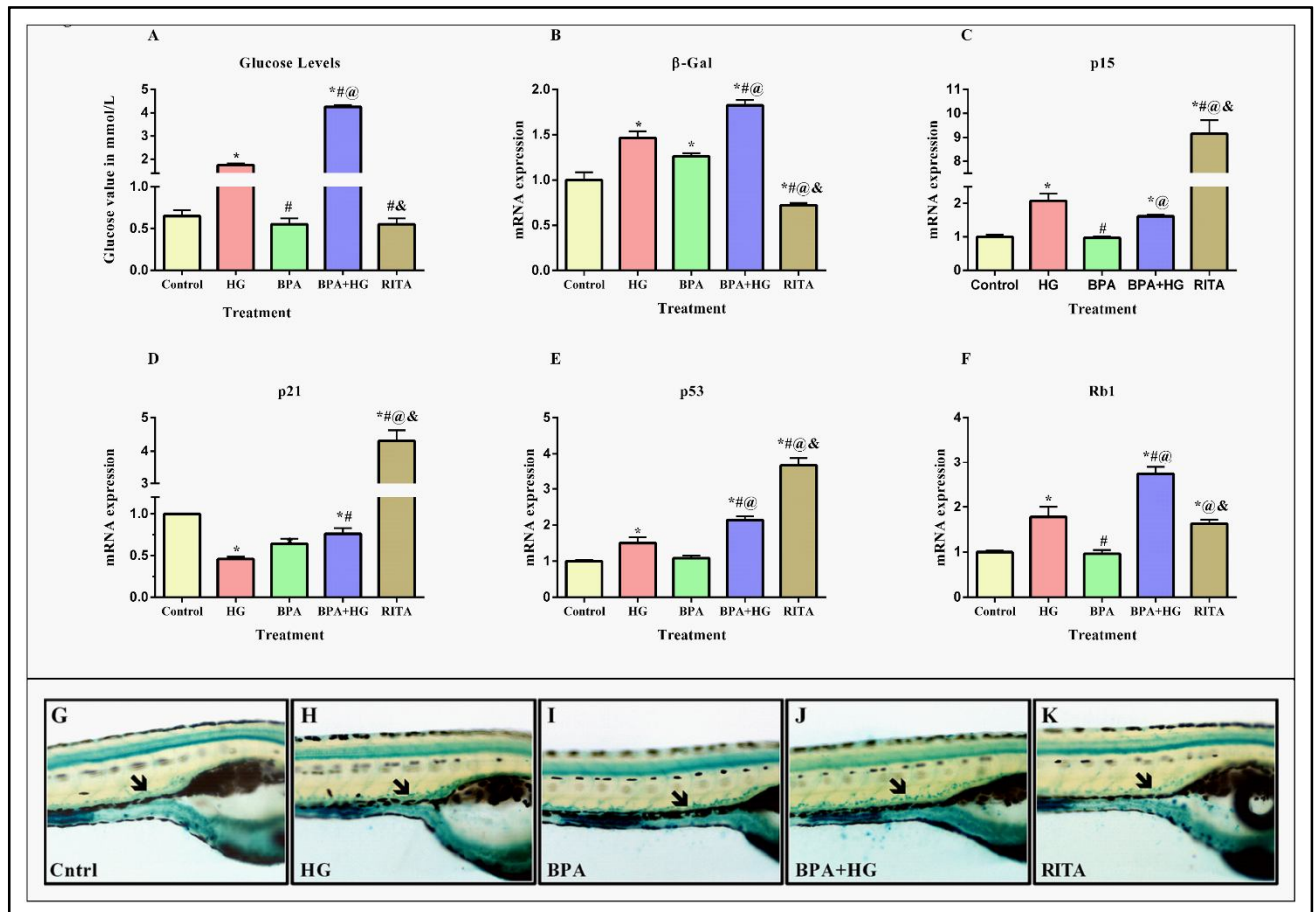 A
B
C
Glucose Levels
β-Gal
p15
Glucose value in mmol/L
5
4
3
2
1.0
0.5
0.0
*
#
*#@
#&
Control HG BPA BPA+HG RITA
Treatment
mRNA expression
2.0
1.5
1.0
0.5
0.0
*
*
*#@
*#@&
Control HG BPA BPA+HG RITA
Treatment
mRNA expression
11
10
9
8
2
1
0
*
#
*@
*#@&
Control HG BPA BPA+HG RITA
Treatment
D
E
F
p21
p53
Rb1
mRNA expression
5
4
3
1.0
0.5
0.0
*
*#
*#@&
Control HG BPA BPA+HG RITA
Treatment
mRNA expression
5
4
3
2
1
0
*
*#@
*#@&
Control HG BPA BPA+HG RITA
Treatment
mRNA expression
4
3
2
1
0
*
#
*#@
*@&
Control HG BPA BPA+HG RITA
Treatment
G H I J K
Cntrl HG BPA BPA+HG RITA